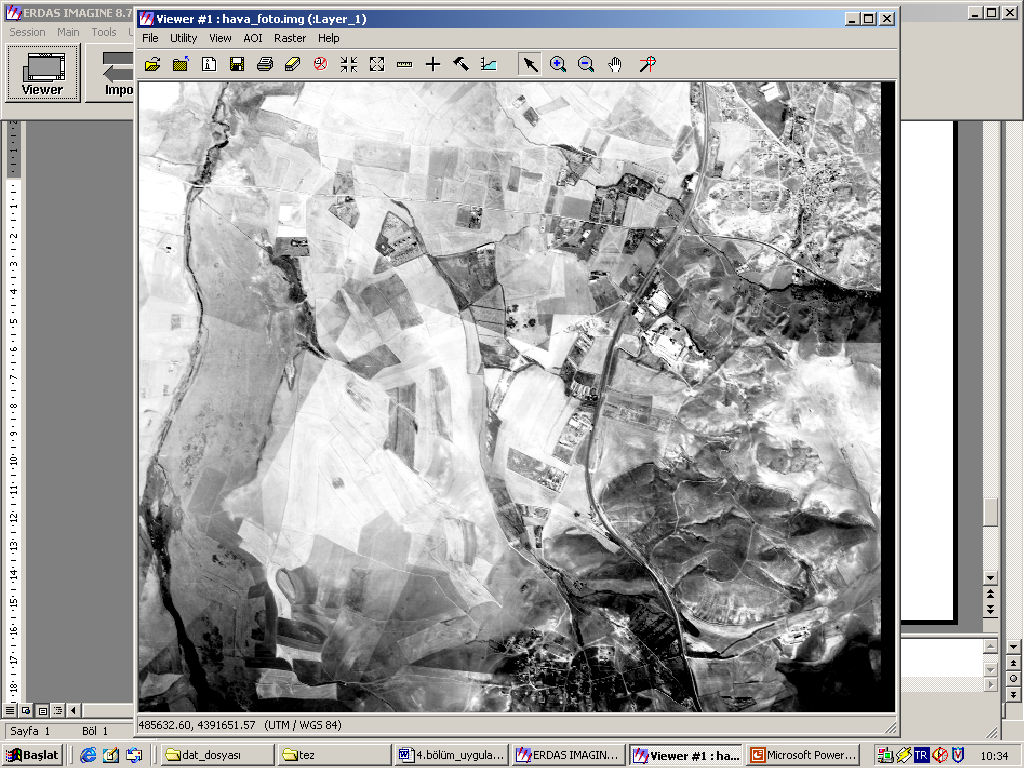 ERDAS IMAGINE 8.7
Viewer #1 : hava_foto.img (:Layer_1)
Session Main Tools
File Utility View AOI Raster Help
Viewer
Impo
485632.60, 4391651.57 (UTM / WGS 84)
Sayfa 1 Böl 1
Başlat
dat_dosyası
tez
4.bölüm_uygula...
ERDAS IMAGIN...
Viewer #1 : ha...
Microsoft Power...
TR
10:34